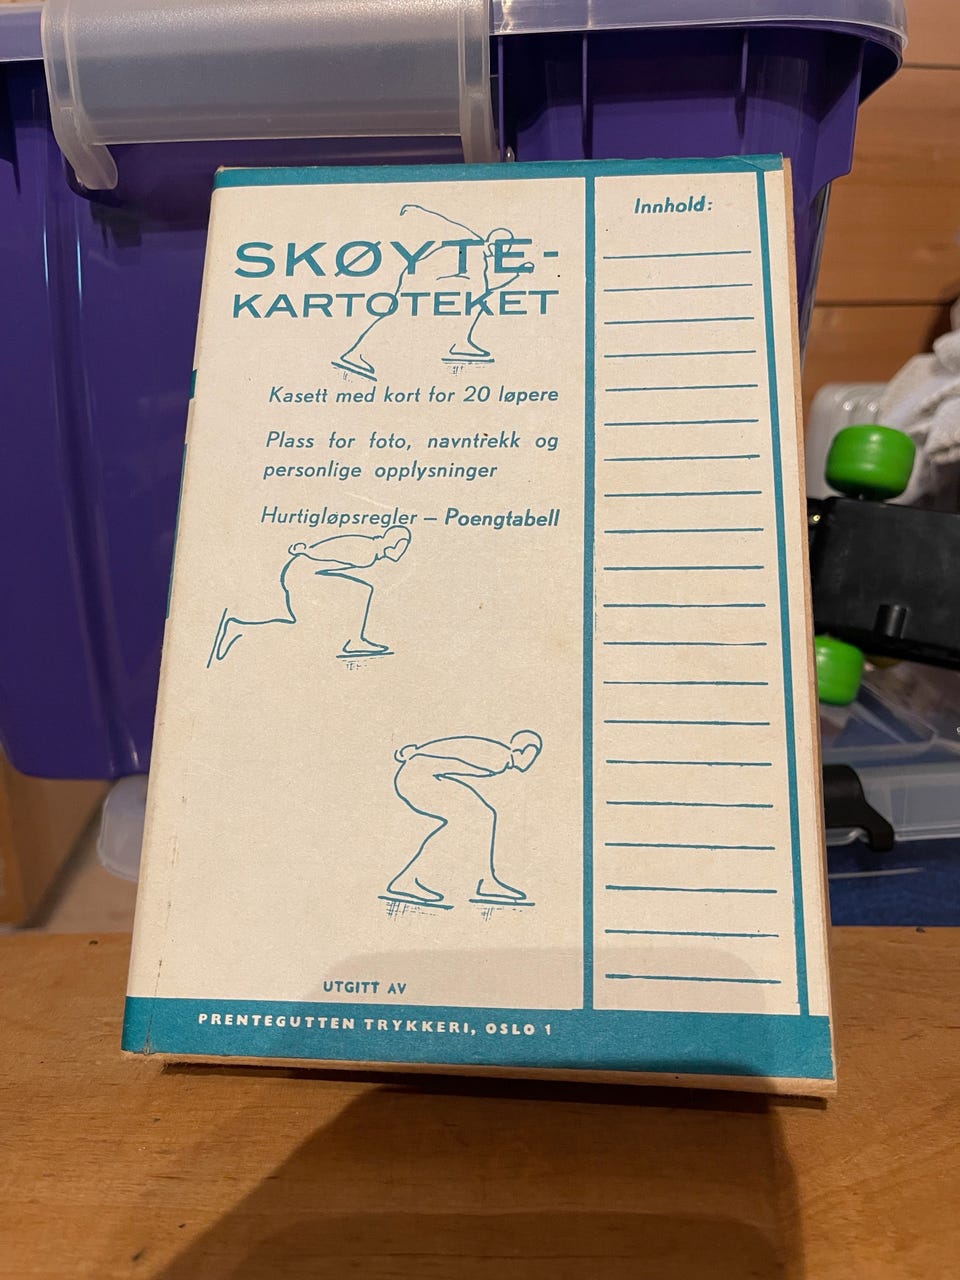 SKØYTE-
KARTOTEKET
Kasett med kort for 20 løpere
Plass for foto, navntrekk og
personlige opplysninger
Hurtigløpsregler – Poengtabell
UTGITT AV
PRENTEGUTTEN TRYKKERI, OSLO 1
Innhold: